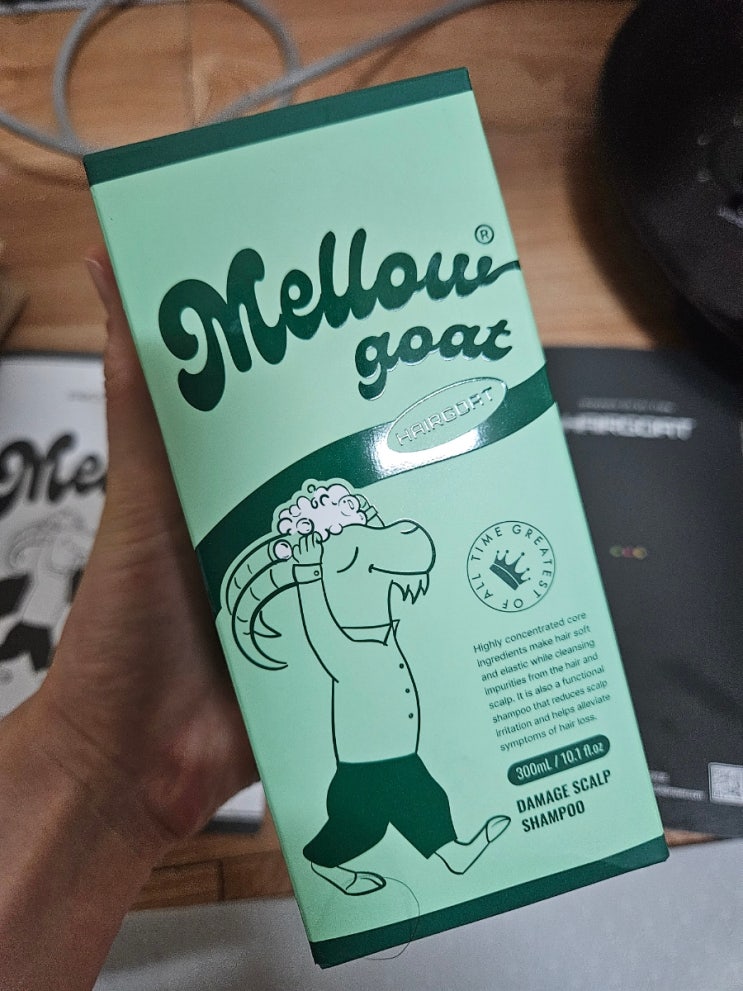 Mellow®
goat
HAIRGOAT
GREATEST OF ALL TIME
Highly concentrated core
ingredients make hair soft
and elastic while cleansing
impurities from the hair and
scalp. It is also a functional
shampoo that reduces scalp
irritation and helps alleviate
symptoms of hair loss.
300mL / 10.1 fl.oz
DAMAGE SCALP
SHAMPOO
Me
HAIRGOAT